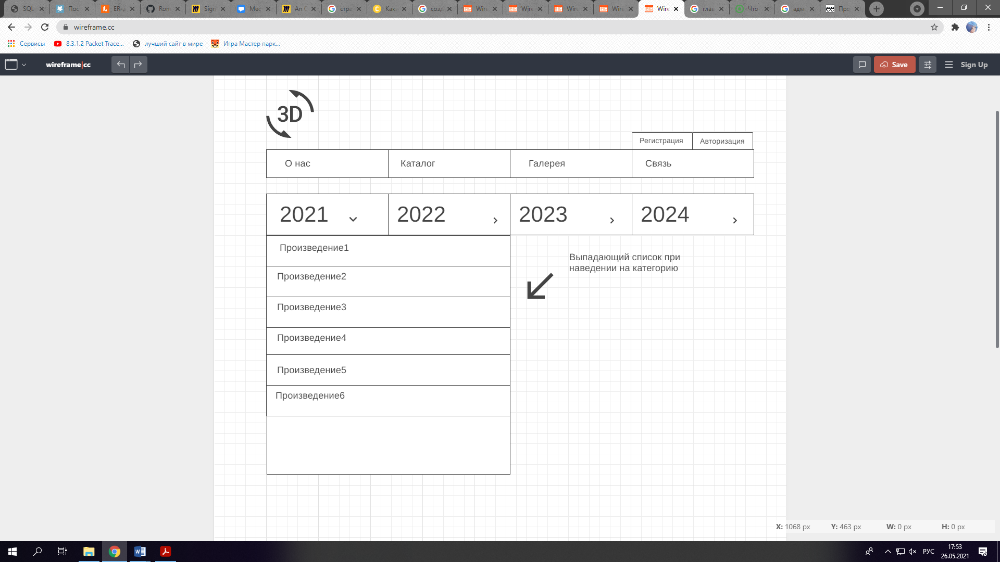 SQL
Пос
ER-д
Rom
Sign
Мес
An O
стра
Как
созд
Wire
Wire
Wire
Wire
Wire
глав
Что
адм
ee Пр
wireframe.cc
Сервисы
8.3.1.2 Packet Trace...
лучший сайт в мире
Игра Мастер парк...
wireframe|cc
Save
Sign Up
3D
Регистрация
Авторизация
О нас
Каталог
Галерея
Связь
2021
2022
2023
2024
Произведение1
Произведение2
Произведение3
Произведение4
Произведение5
Произведение6
Выпадающий список при
наведении на категорию
X: 1068 px
Y: 463 px
W: 0 px
H: 0 px
РУС
17:53
26.05.2021